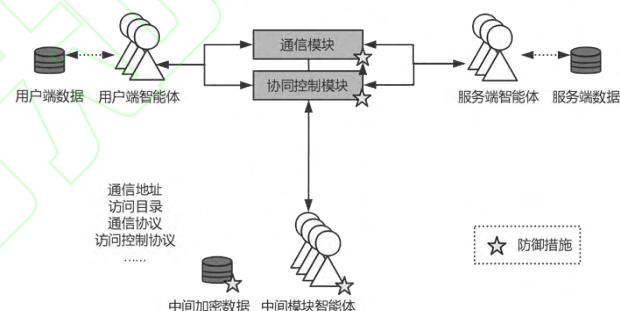 通信模块
协同控制模块
用户端数据 用户端智能体
服务端智能体 服务端数据
通信地址
访问目录
通信协议
访问控制协议
……
防御措施
中间加密数据 中间模块智能体